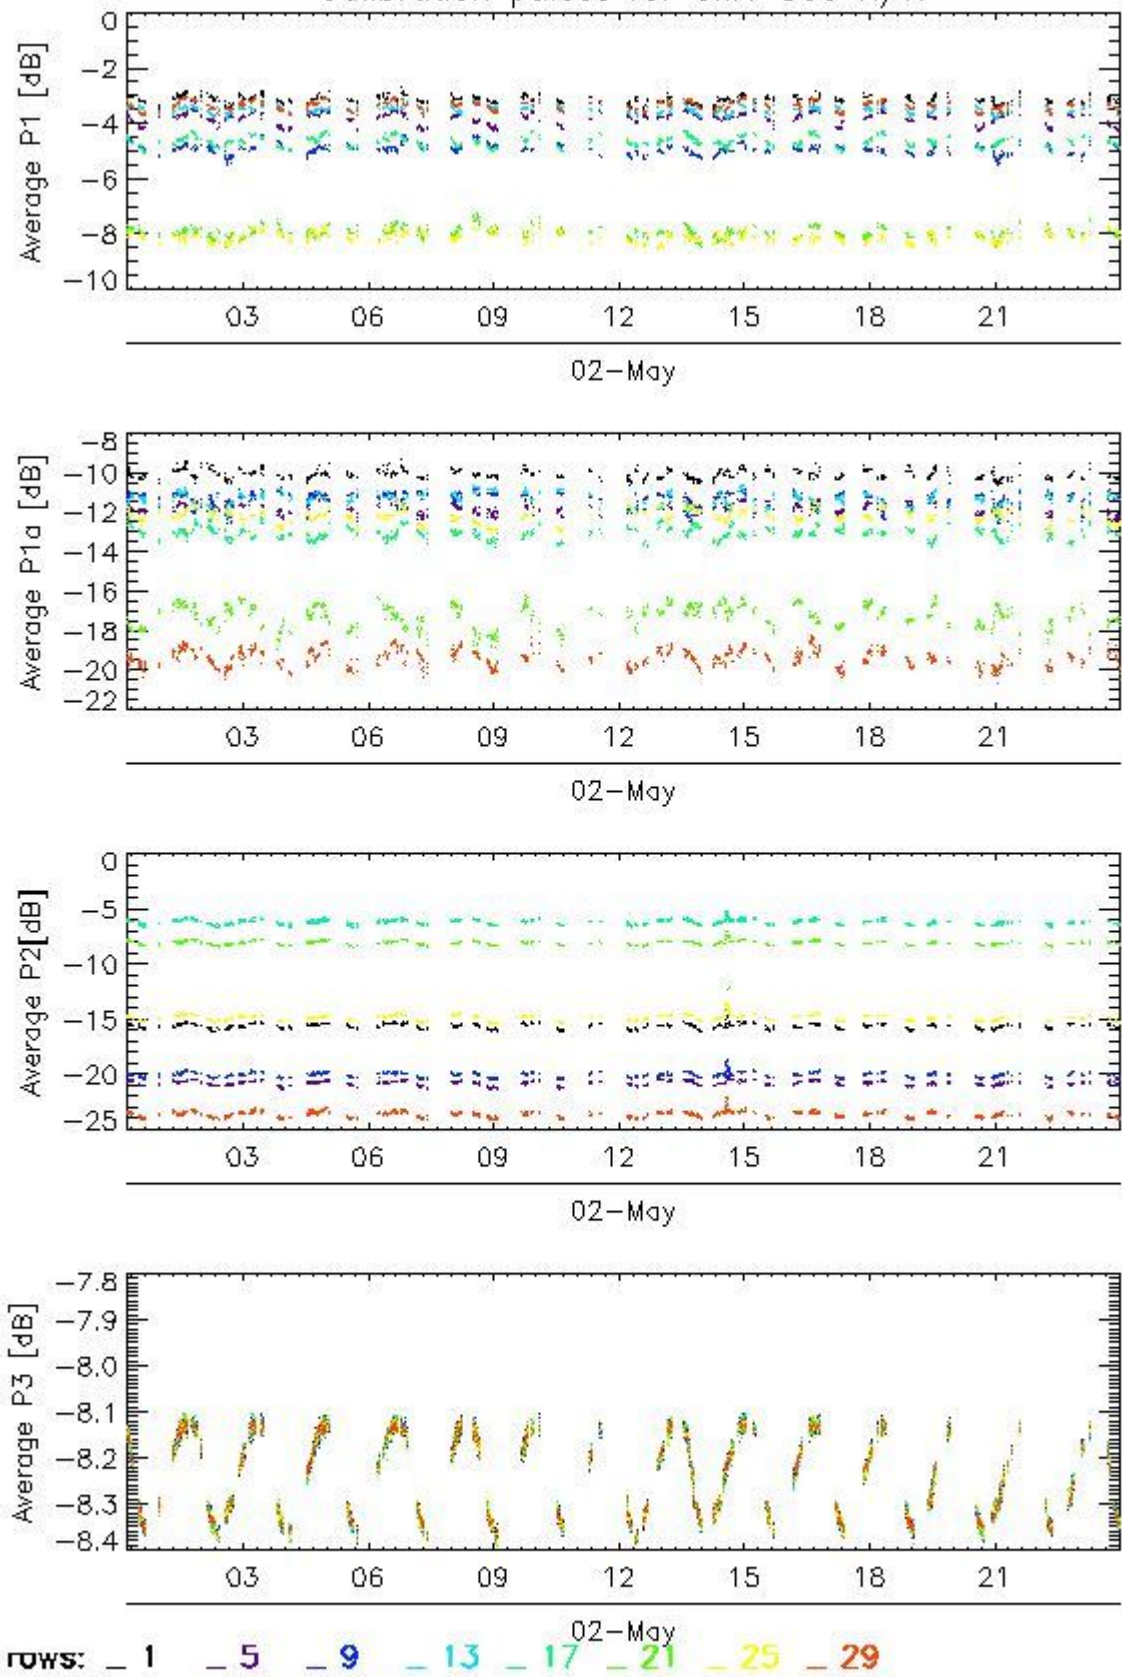 Average P1 [dB]
0
−2
−4
−6
−8
−10
03 06 09 12 15 18 21
02−May
Average P1a [dB]
−8
−10
−12
−14
−16
−18
−20
−22
03 06 09 12 15 18 21
02−May
Average P2[dB]
0
−5
−10
−15
−20
−25
03 06 09 12 15 18 21
02−May
Average P3 [dB]
−7.8
−7.9
−8.0
−8.1
−8.2
−8.3
−8.4
03 06 09 12 15 18 21
02−May
rows: _ 1 _ 5 _ 9 _ 13 _ 17 _ 21 _ 25 _ 29